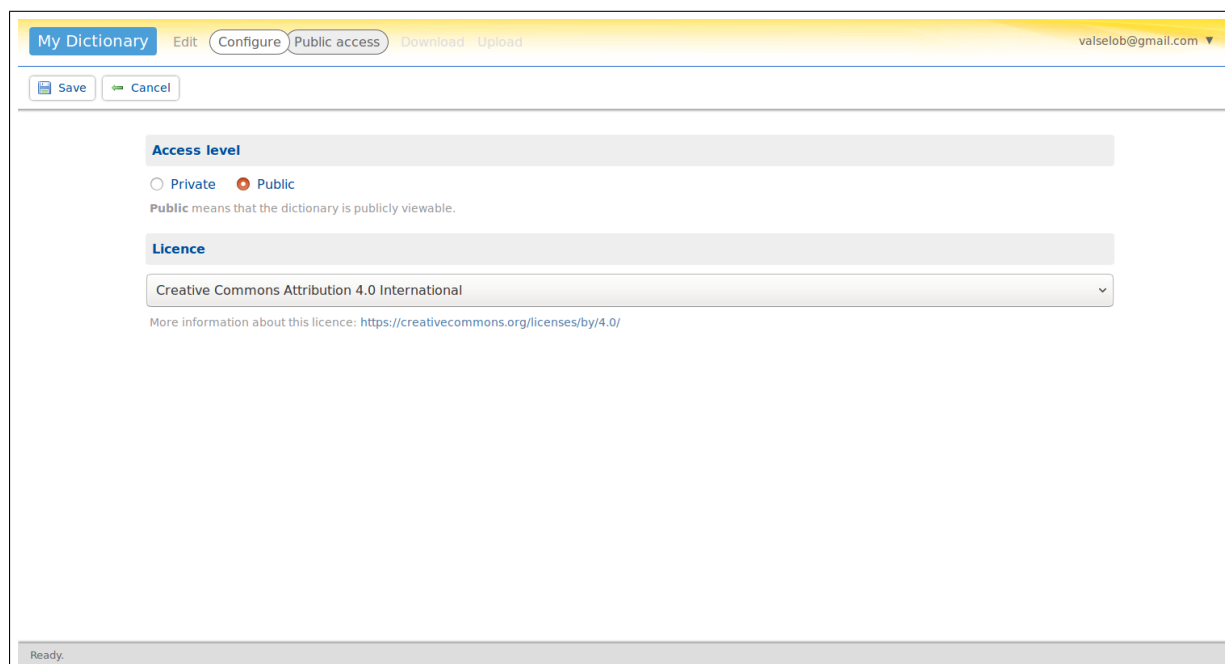 My Dictionary Edit Configure Public access Download Upload valselob@gmail.com ▼
Save Cancel
Access level
Private Public
Public means that the dictionary is publicly viewable.
Licence
Creative Commons Attribution 4.0 International
More information about this licence: https://creativecommons.org/licenses/by/4.0/
Ready.